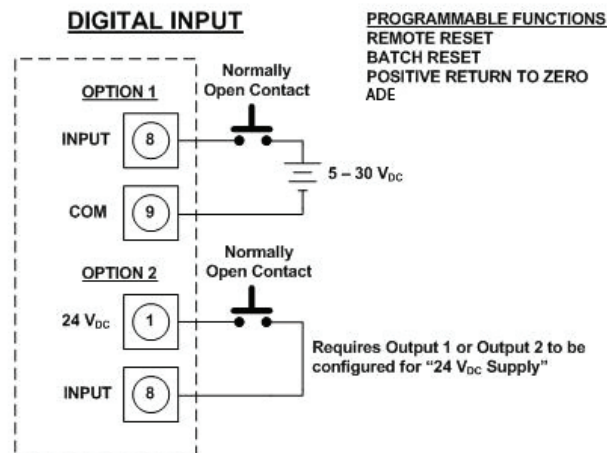 DIGITAL INPUT
PROGRAMMABLE FUNCTIONS
REMOTE RESET
BATCH RESET
POSITIVE RETURN TO ZERO
ADE
OPTION 1
Normally
Open Contact
INPUT 8
5 – 30 VDC
COM 9
OPTION 2
Normally
Open Contact
24 VDC 1
Requires Output 1 or Output 2 to be
configured for “24 VDC Supply”
INPUT 8